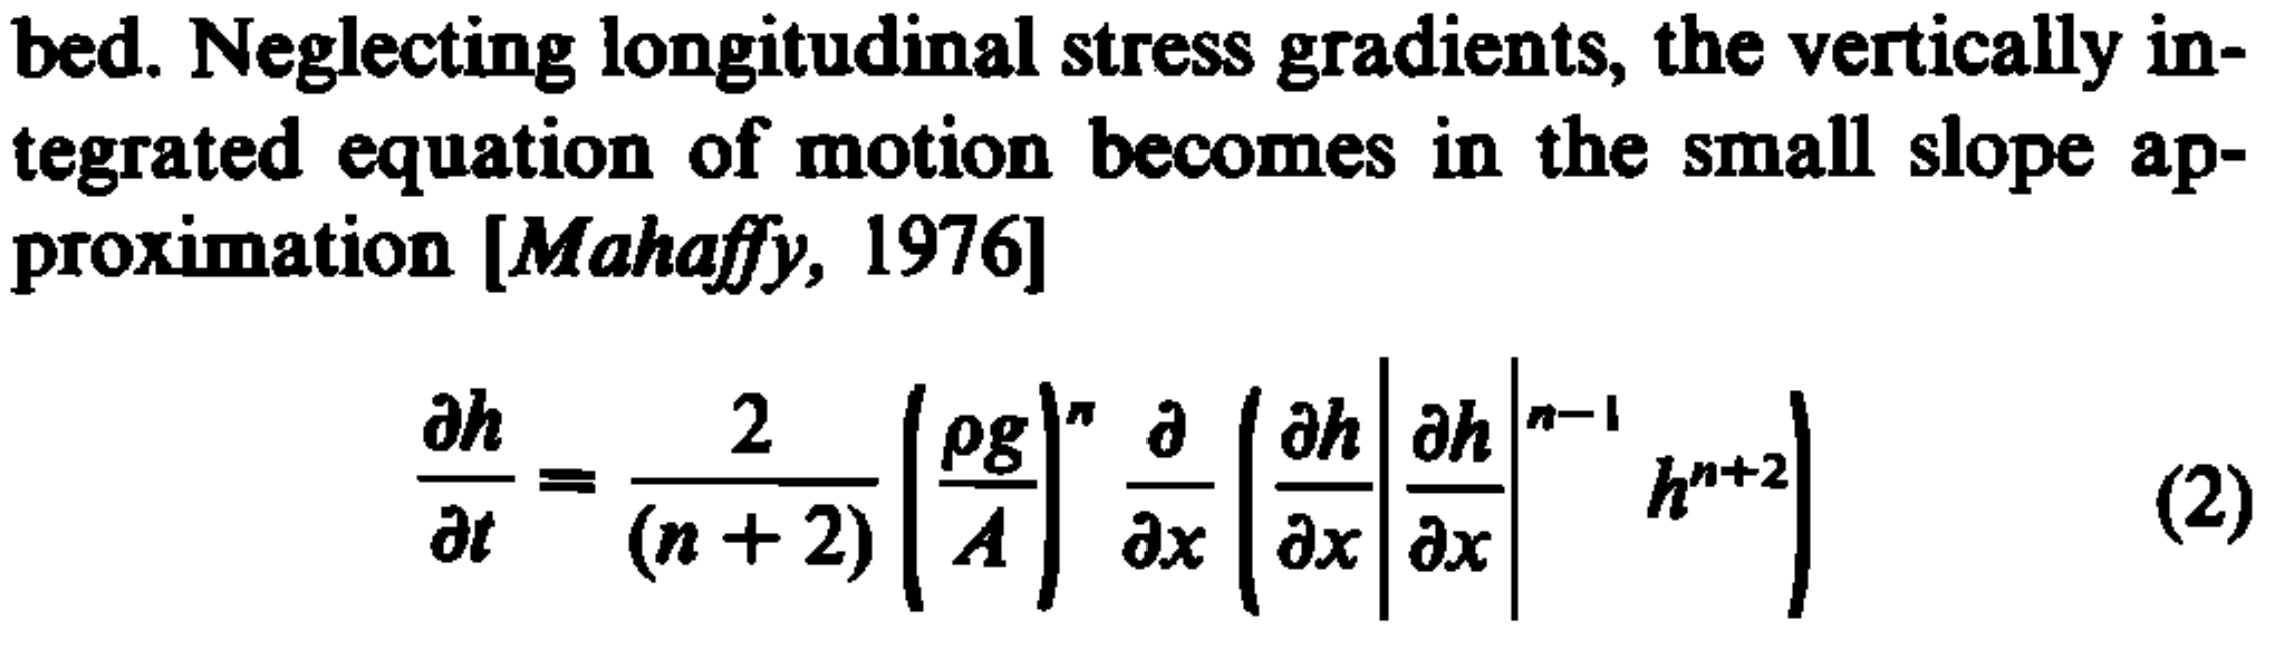 bed. Neglecting longitudinal stress gradients, the vertically in-
tegrated equation of motion becomes in the small slope ap-
proximation [Mahaffy, 1976]
∂h/∂t = 2/(n + 2) (ρg/A)^n ∂/∂x (∂h/∂x |∂h/∂x|^{n−1} h^{n+2}) (2)